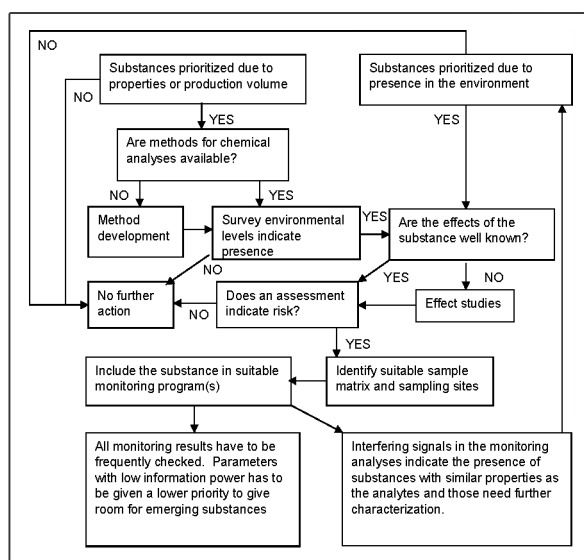 NO
Substances prioritized due to
properties or production volume
Substances prioritized due to
presence in the environment
NO
YES
YES
Are methods for chemical
analyses available?
NO
YES
Method
development
Survey environmental
levels indicate
presence
YES
Are the effects of the
substance well known?
NO
YES
NO
No further
action
NO
Does an assessment
indicate risk?
Effect studies
YES
Include the substance in suitable
monitoring program(s)
Identify suitable sample
matrix and sampling sites
All monitoring results have to be
frequently checked. Parameters
with low information power has to
be given a lower priority to give
room for emerging substances
Interfering signals in the monitoring
analyses indicate the presence of
substances with similar properties as
the analytes and those need further
characterization.